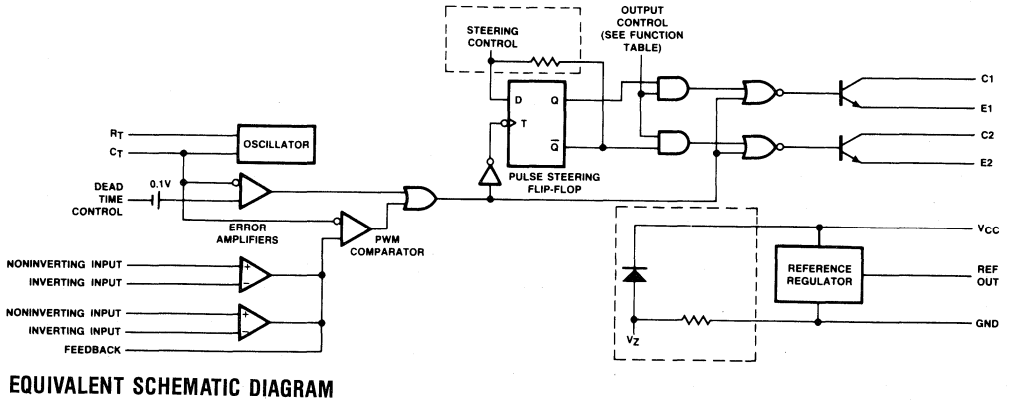 OUTPUT
CONTROL
(SEE FUNCTION
TABLE)
STEERING
CONTROL
D
Q
T
Q
PULSE STEERING
FLIP-FLOP
C1
E1
C2
E2
RT
CT
OSCILLATOR
DEAD
TIME
CONTROL
0.1V
ERROR
AMPLIFIERS
PWM
COMPARATOR
NONINVERTING INPUT
INVERTING INPUT
+
−
NONINVERTING INPUT
INVERTING INPUT
+
−
FEEDBACK
VCC
REFERENCE
REGULATOR
REF
OUT
GND
VZ
EQUIVALENT SCHEMATIC DIAGRAM